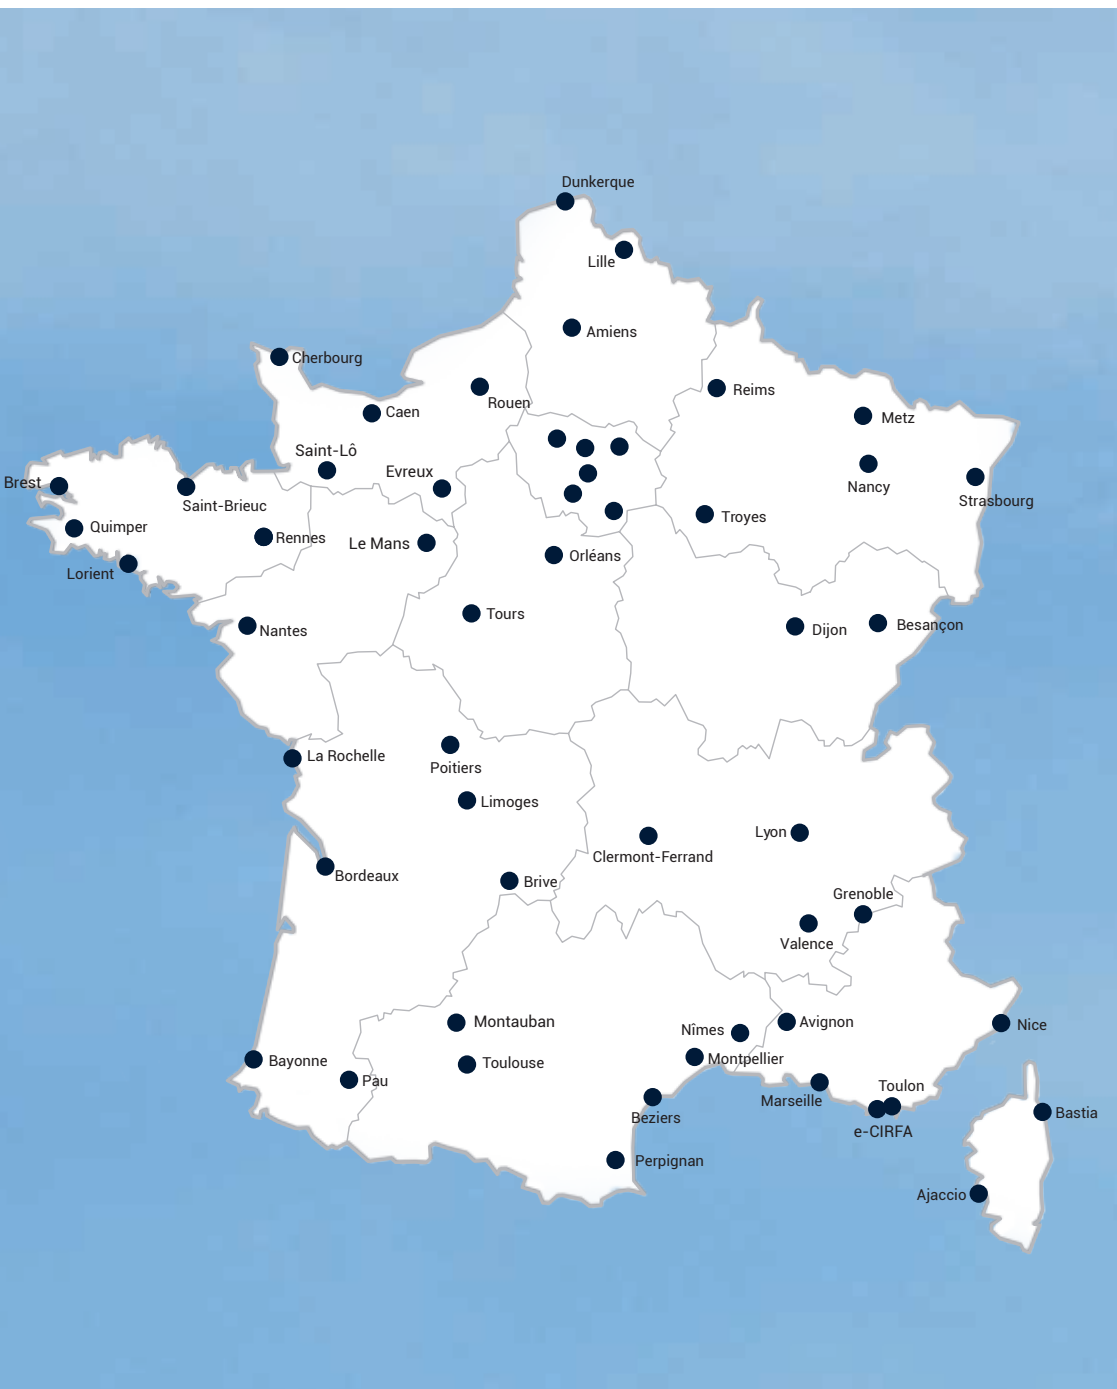 Dunkerque
Lille
Amiens
Cherbourg
Reims
Rouen
Caen
Metz
Saint-Lô
Evreux
Brest
Nancy
Strasbourg
Saint-Brieuc
Troyes
Quimper
Rennes
Le Mans
Orléans
Lorient
Tours
Besançon
Dijon
Nantes
La Rochelle
Poitiers
Limoges
Lyon
Clermont-Ferrand
Bordeaux
Brive
Grenoble
Valence
Montauban
Avignon
Nîmes
Nice
Montpellier
Bayonne
Toulouse
Pau
Toulon
Marseille
Bastia
Beziers
e-CIRFA
Perpignan
Ajaccio